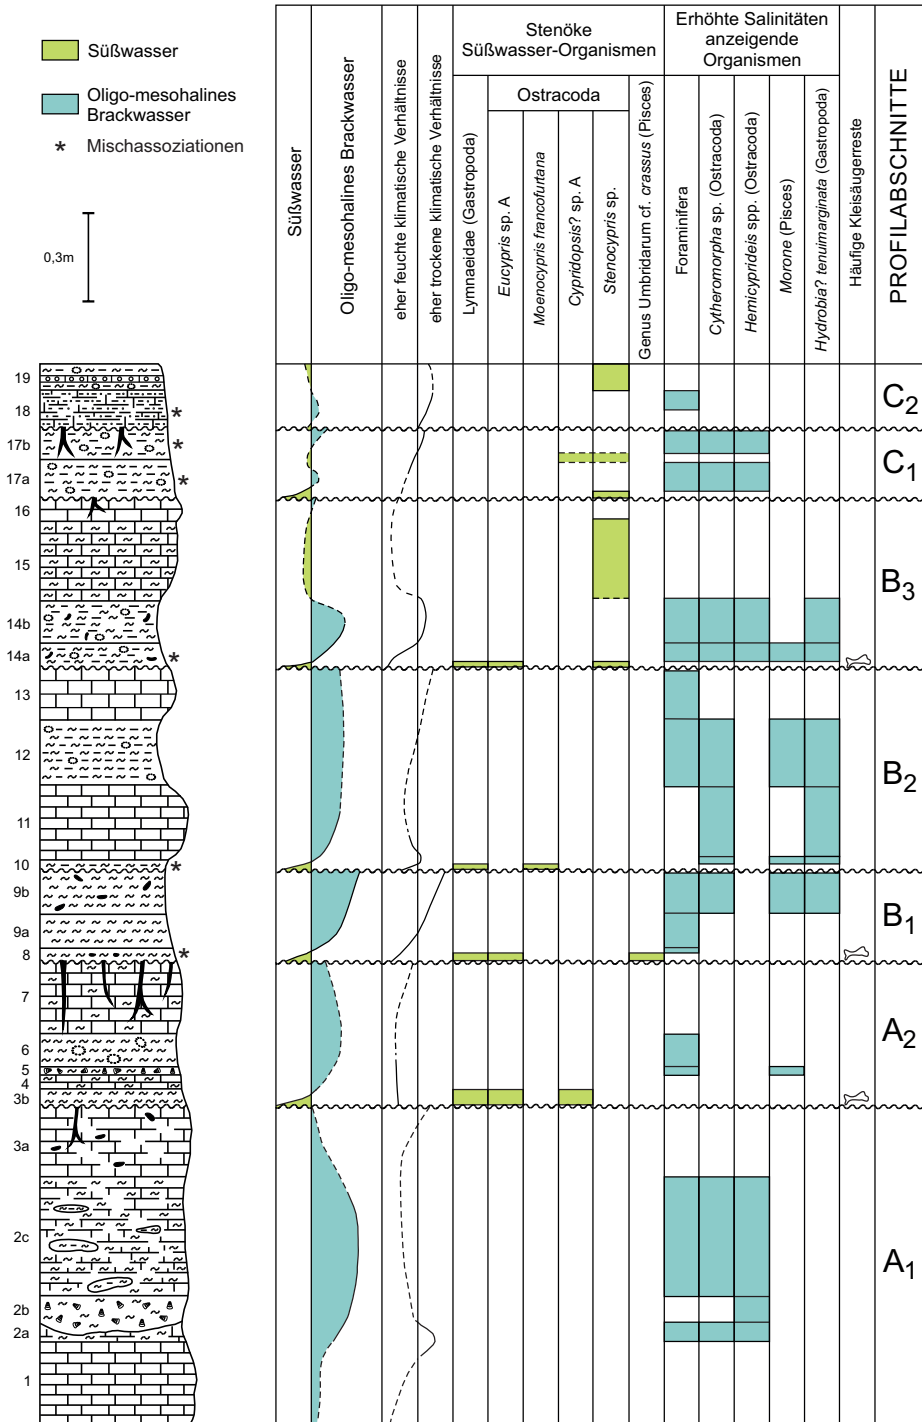 Süßwasser
Oligo-mesohalines
Brackwasser
* Mischassoziationen
0,3m
Süßwasser
Oligo-mesohalines Brackwasser
eher feuchte klimatische Verhältnisse
eher trockene klimatische Verhältnisse
Stenöke
Süßwasser-Organismen
Ostracoda
Lymnaeidae (Gastropoda)
Eucypris sp. A
Moenocypris francofurtana
Cypridopsis? sp. A
Stenocypris sp.
Genus Umbridarum cf. crassus (Pisces)
Erhöhte Salinitäten
anzeigende
Organismen
Foraminifera
Cytheromorpha sp. (Ostracoda)
Hemicyprideis spp. (Ostracoda)
Morone (Pisces)
Hydrobia? tenuimarginata (Gastropoda)
Häufige Kleisäugerreste
PROFILABSCHNITTE
19
18 *
17b *
17a *
16
15
14b
14a *
13
12
11
10 *
9b
9a
8 *
7
6
5
4
3b
3a
2c
2b
2a
1
C2
C1
B3
B2
B1
A2
A1